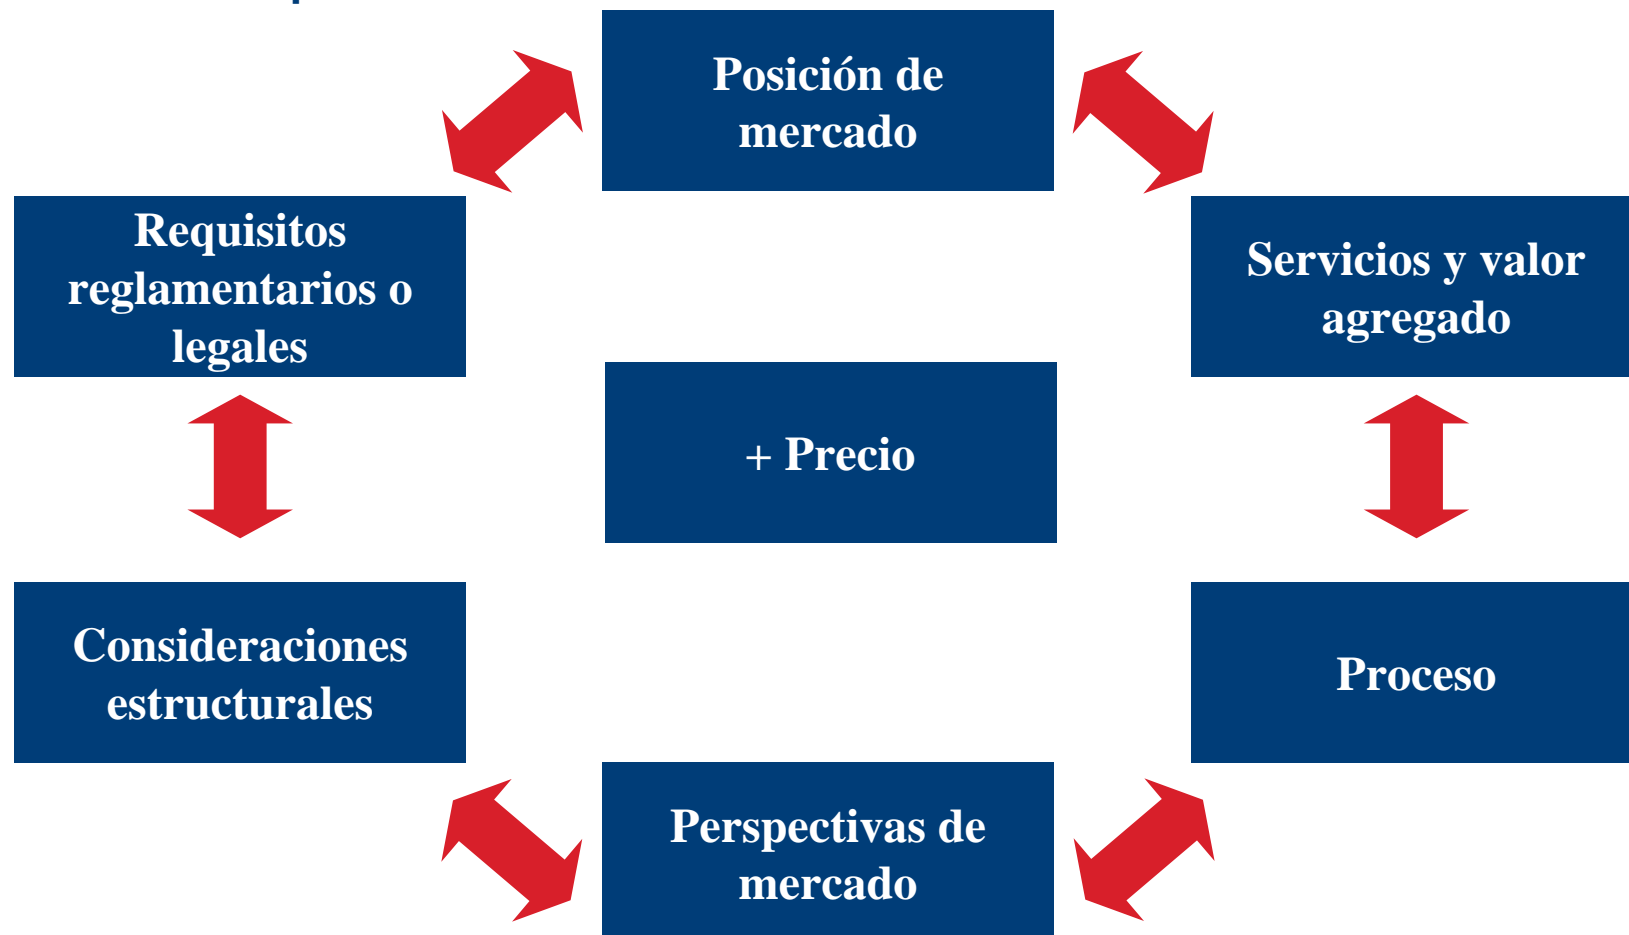 Posición de
mercado
Requisitos
reglamentarios o
legales
Servicios y valor
agregado
+ Precio
Consideraciones
estructurales
Proceso
Perspectivas de
mercado